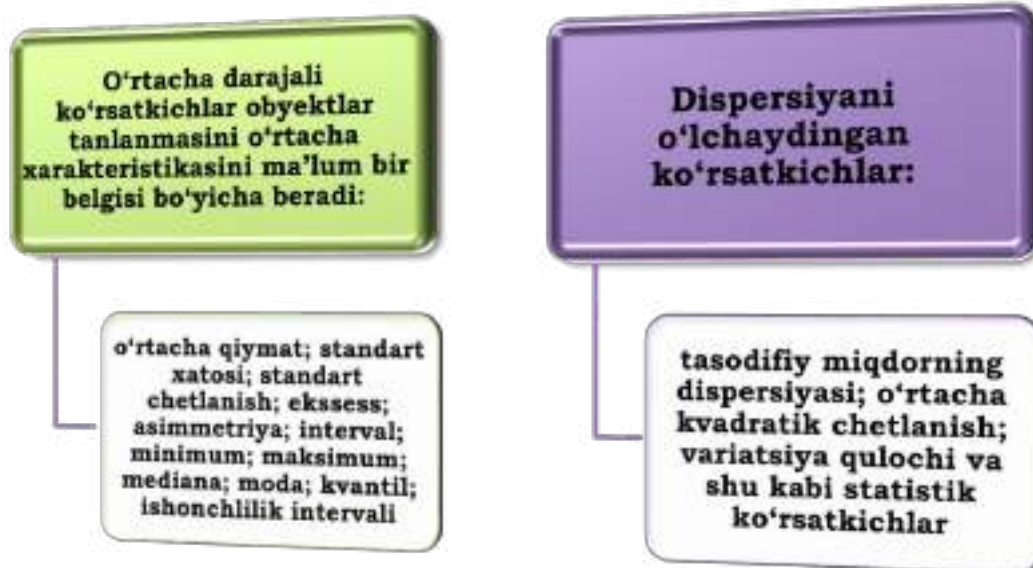 O‘rtacha darajali
ko‘rsatkichlar obyektlar
tanlanmasini o‘rtacha
xarakteristikasini ma’lum bir
belgisi bo‘yicha beradi:
o‘rtacha qiymat; standart
xatosi; standart
chetlanish; ekssess;
asimmetriya; interval;
minimum; maksimum;
mediana; moda; kvantil;
ishonchlilik intervali
Dispersiyani
o‘lchaydingan
ko‘rsatkichlar:
tasodifiy miqdorning
dispersiyasi; o‘rtacha
kvadratik chetlanish;
variatsiya qulochi va
shu kabi statistik
ko‘rsatkichlar